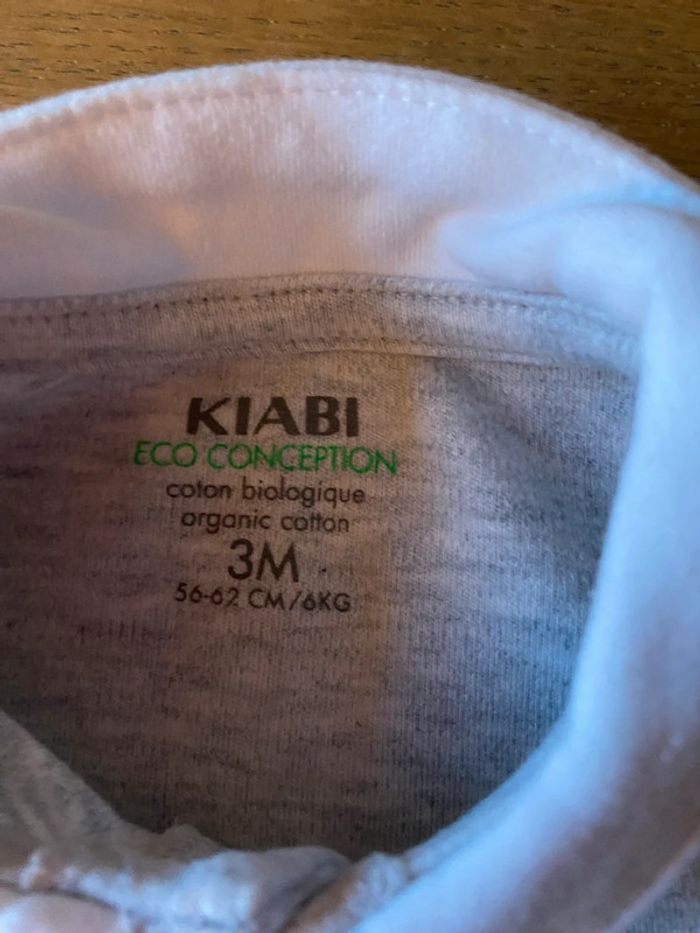 KIABI
ECO CONCEPTION
coton biologique
organic cotton
3M
56-62 CM/6KG